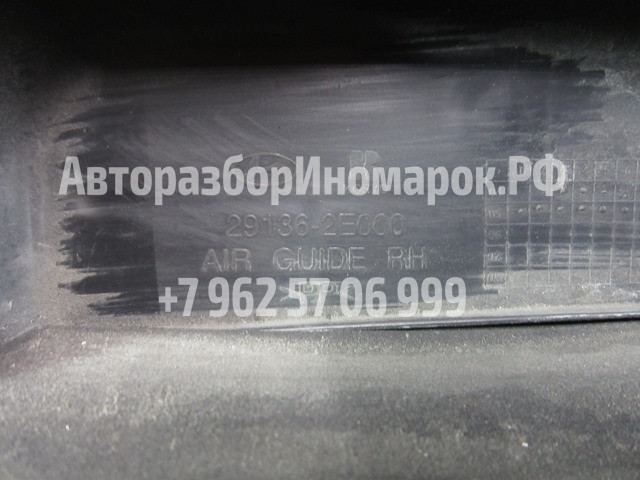 АвторазборИномарок.РФ
29136-2E000
AIR GUIDE RH
+7 962 57 06 999